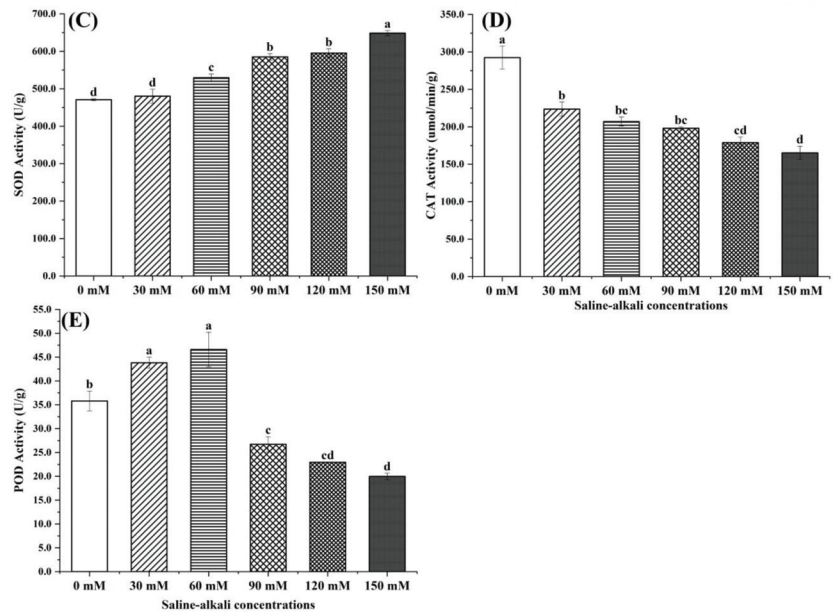 (C)
SOD Activity (U/g)
700.0
600.0
500.0
400.0
300.0
200.0
100.0
0.0
d
d
c
b
b
a
0 mM
30 mM
60 mM
90 mM
120 mM
150 mM
(D)
CAT Activity (umol/min/g)
350.0
300.0
250.0
200.0
150.0
100.0
50.0
0.0
a
b
bc
bc
cd
d
0 mM
30 mM
60 mM
90 mM
120 mM
150 mM
Saline-alkali concentrations
(E)
POD Activity (U/g)
55.0
50.0
45.0
40.0
35.0
30.0
25.0
20.0
15.0
10.0
5.0
0.0
b
a
a
c
cd
d
0 mM
30 mM
60 mM
90 mM
120 mM
150 mM
Saline-alkali concentrations